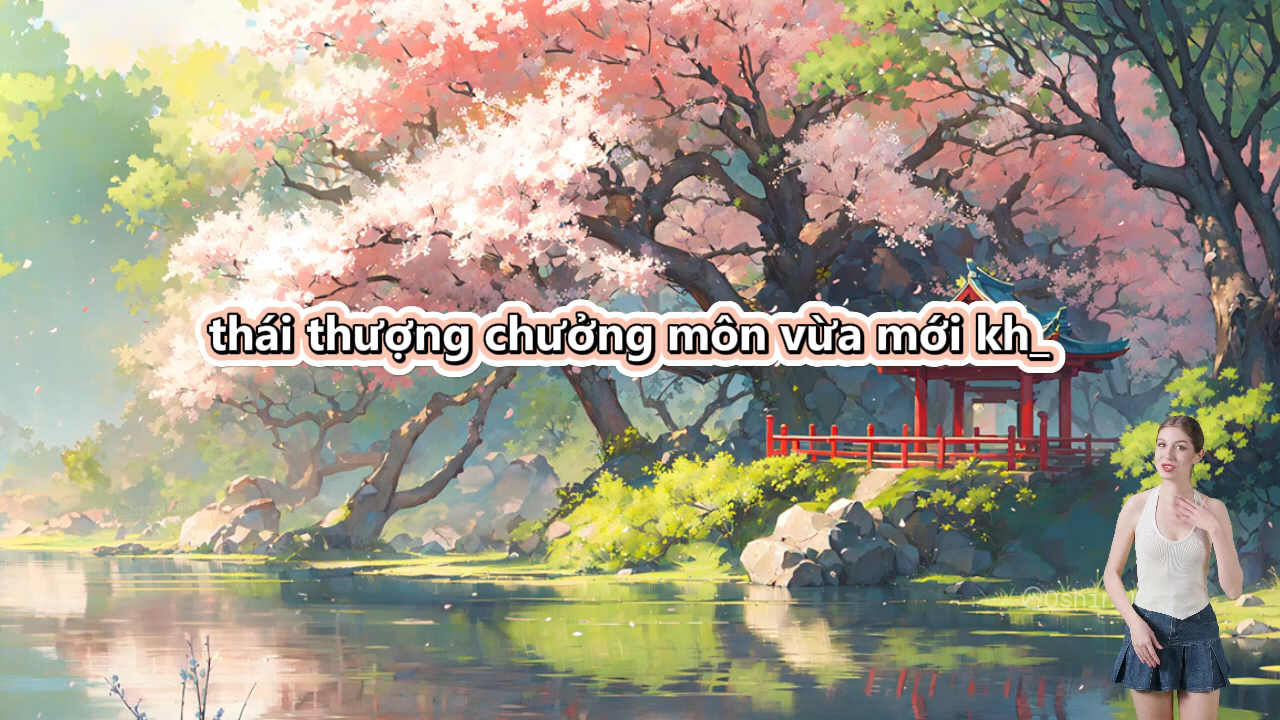 thái thượng chưởng môn vừa mới kh_